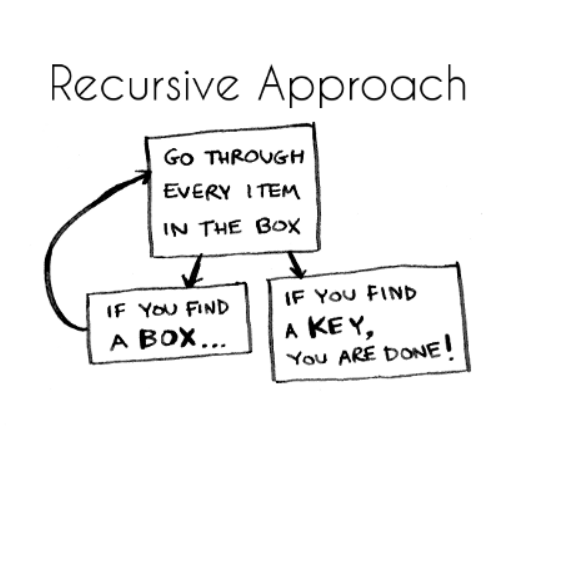 Recursive Approach
GO THROUGH
EVERY ITEM
IN THE BOX
IF YOU FIND
A BOX...
IF YOU FIND
A KEY,
YOU ARE DONE!